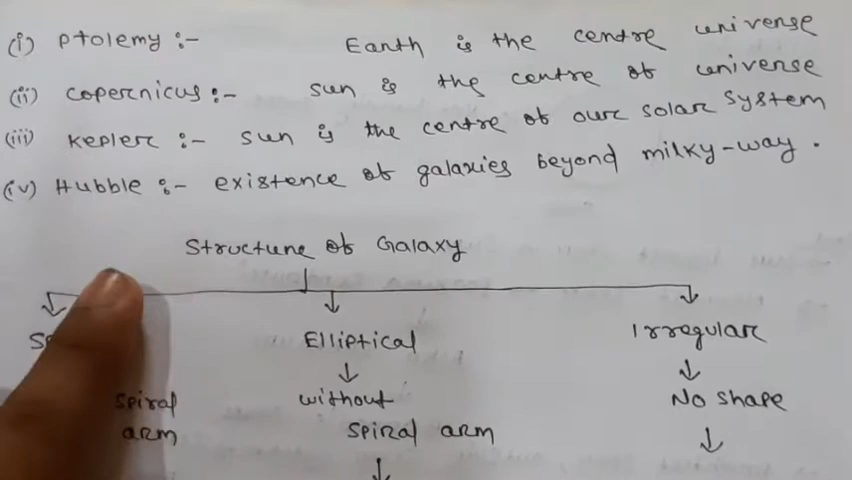 (i) Ptolemy :- Earth is the centre universe
(ii) Copernicus :- sun is the centre of universe
(iii) Kepler :- sun is the centre of our solar system
(iv) Hubble :- existence of galaxies beyond milky-way .
Structure of Galaxy
Elliptical Irregular
spiral without No shape
arm spiral arm